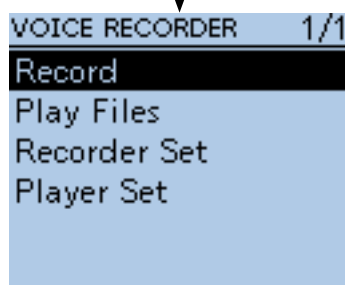 VOICE RECORDER 1/1
Record
Play Files
Recorder Set
Player Set